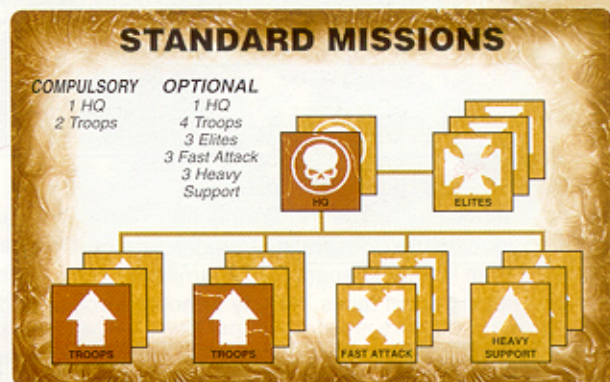 STANDARD MISSIONS
COMPULSORY
1 HQ
2 Troops
OPTIONAL
1 HQ
4 Troops
3 Elites
3 Fast Attack
3 Heavy
Support
HQ
ELITES
TROOPS
TROOPS
FAST ATTACK
HEAVY
SUPPORT